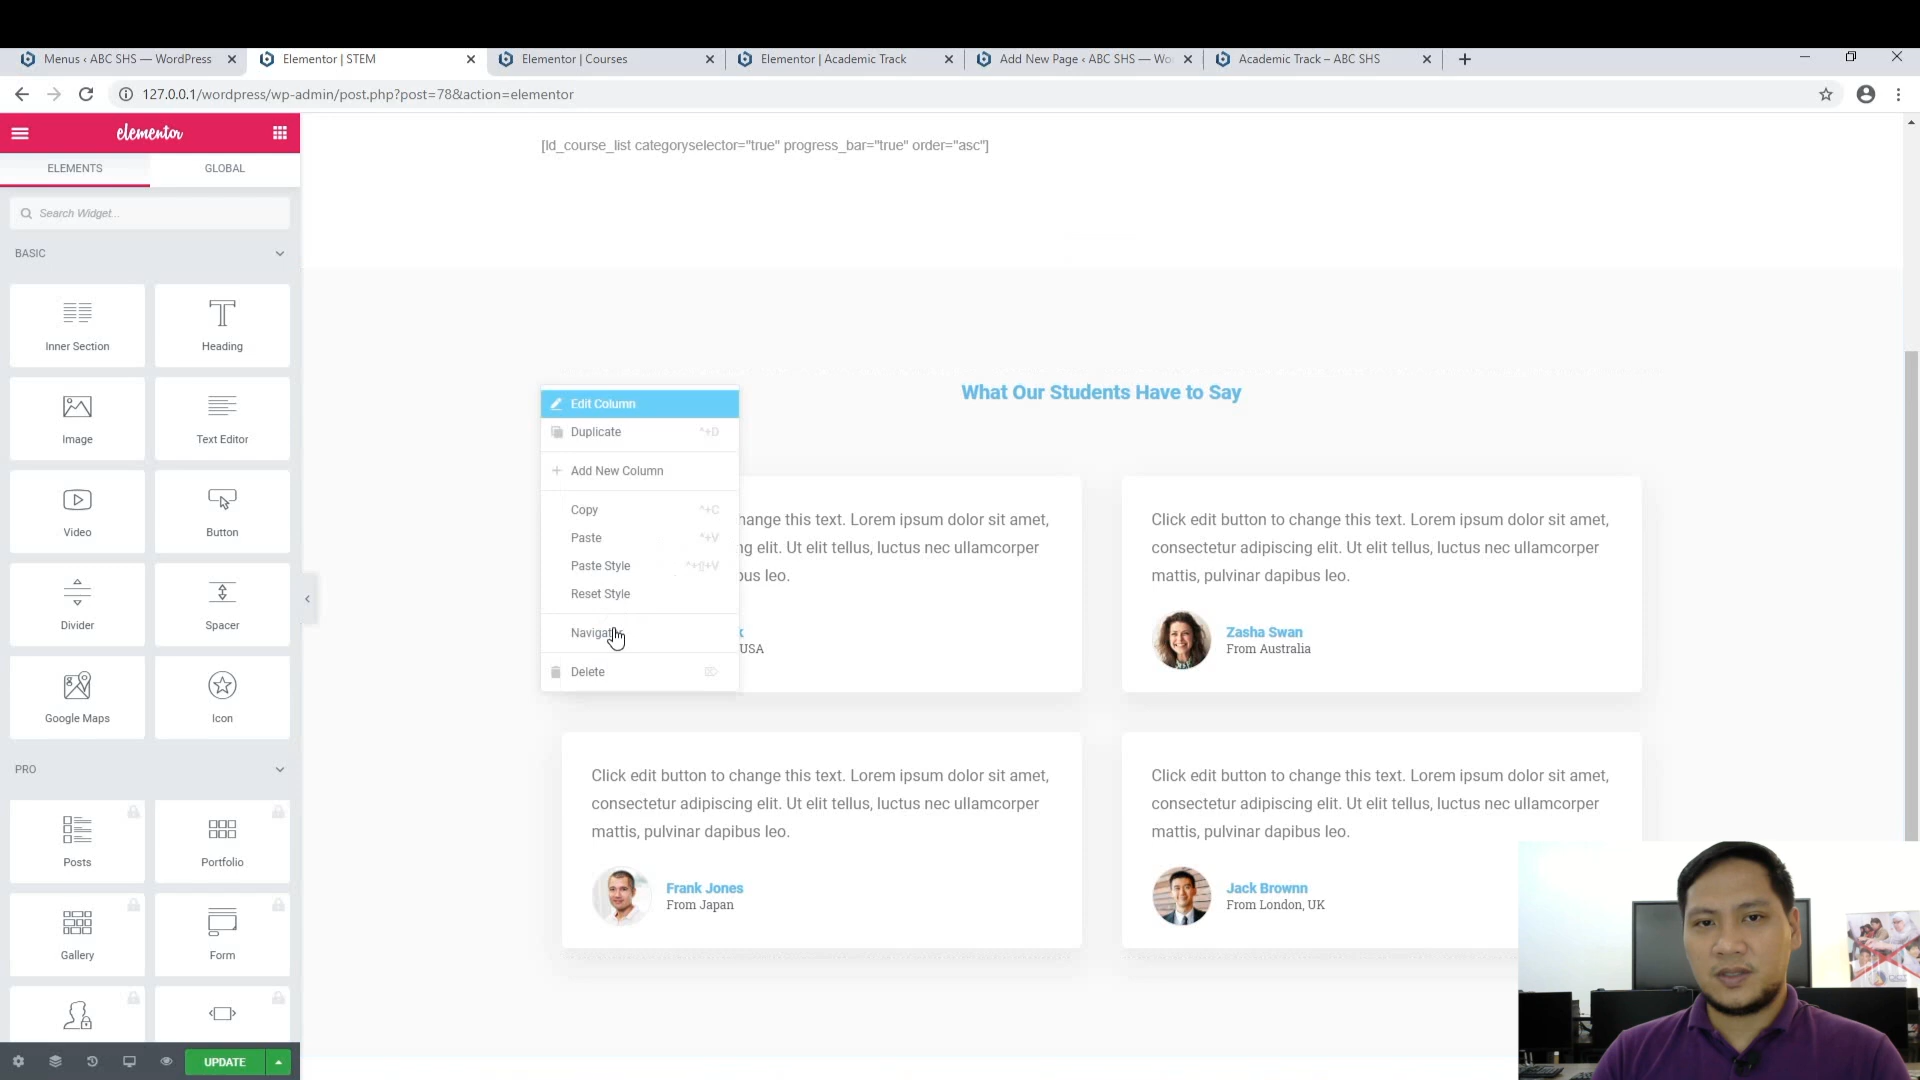 Menus ‹ ABC SHS — WordPress
Elementor | STEM
Elementor | Courses
Elementor | Academic Track
Add New Page ‹ ABC SHS — Wo
Academic Track – ABC SHS
127.0.0.1/wordpress/wp-admin/post.php?post=78&action=elementor
elementor
ELEMENTS
GLOBAL
Search Widget...
BASIC
Inner Section
Heading
Image
Text Editor
Video
Button
Divider
Spacer
Google Maps
Icon
PRO
Posts
Portfolio
Gallery
Form
UPDATE
[ld_course_list categoryselector="true" progress_bar="true" order="asc"]
What Our Students Have to Say
Edit Column
Duplicate ^+D
Add New Column
Copy ^+C
Paste ^+V
Paste Style ^+⇧+V
Reset Style
Navigator
Delete
hange this text. Lorem ipsum dolor sit amet,
ng elit. Ut elit tellus, luctus nec ullamcorper
bus leo.
k
USA
Click edit button to change this text. Lorem ipsum dolor sit amet,
consectetur adipiscing elit. Ut elit tellus, luctus nec ullamcorper
mattis, pulvinar dapibus leo.
Zasha Swan
From Australia
Click edit button to change this text. Lorem ipsum dolor sit amet,
consectetur adipiscing elit. Ut elit tellus, luctus nec ullamcorper
mattis, pulvinar dapibus leo.
Frank Jones
From Japan
Click edit button to change this text. Lorem ipsum dolor sit amet,
consectetur adipiscing elit. Ut elit tellus, luctus nec ullamcorper
mattis, pulvinar dapibus leo.
Jack Brownn
From London, UK